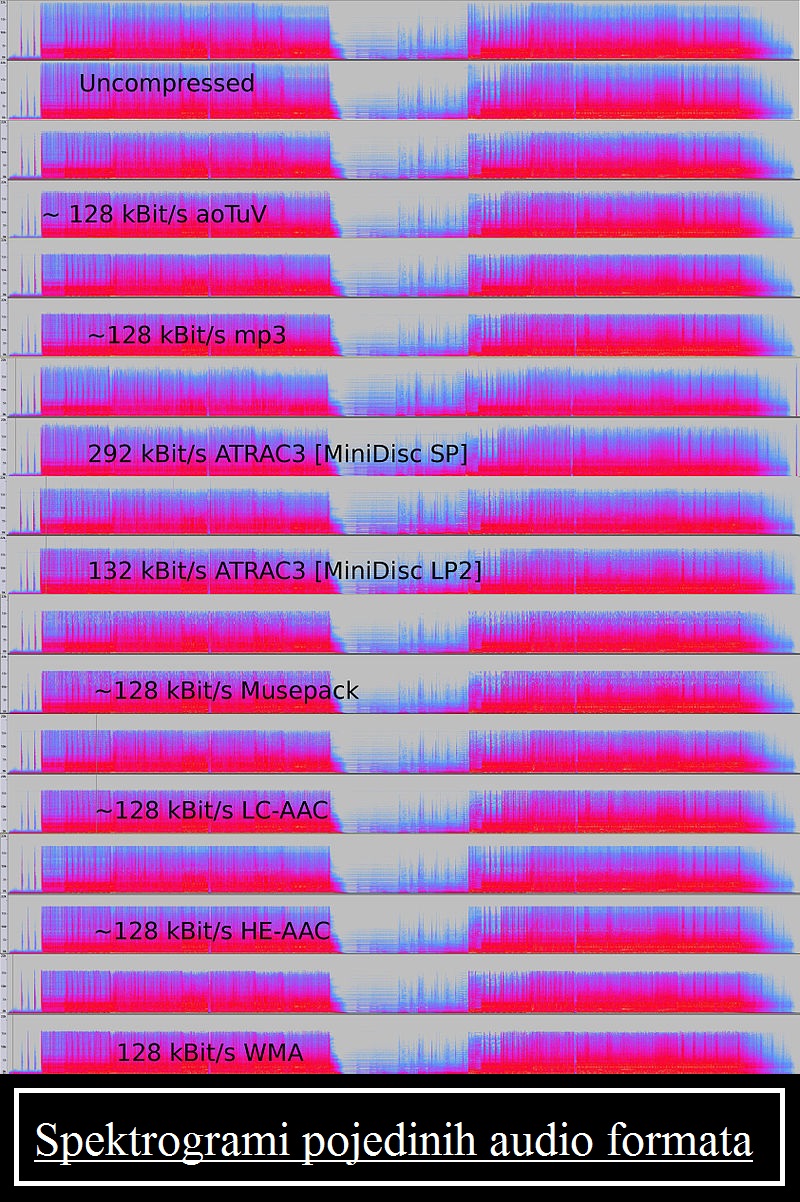 Uncompressed
~ 128 kBit/s aoTuV
~128 kBit/s mp3
292 kBit/s ATRAC3 [MiniDisc SP]
132 kBit/s ATRAC3 [MiniDisc LP2]
~128 kBit/s Musepack
~128 kBit/s LC-AAC
~128 kBit/s HE-AAC
128 kBit/s WMA
Spektrogrami pojedinih audio formata